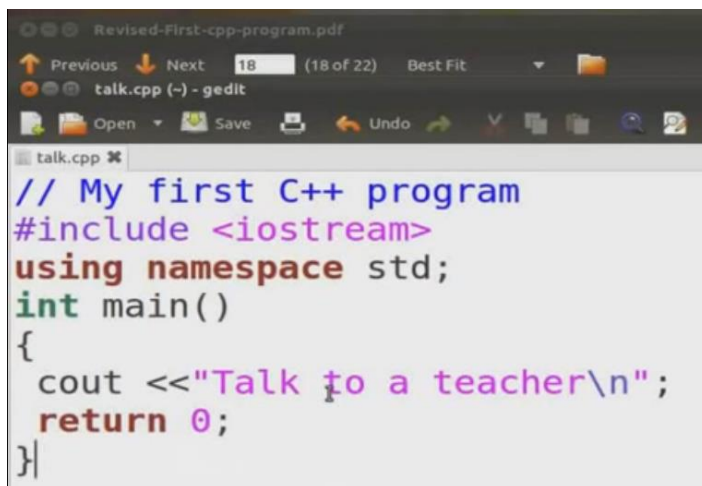 Revised-First-cpp-program.pdf
Previous Next 18 (18 of 22) Best Fit
talk.cpp (~) - gedit
Open Save Undo
talk.cpp
// My first C++ program
#include <iostream>
using namespace std;
int main()
{
cout <<"Talk to a teacher\n";
return 0;
}